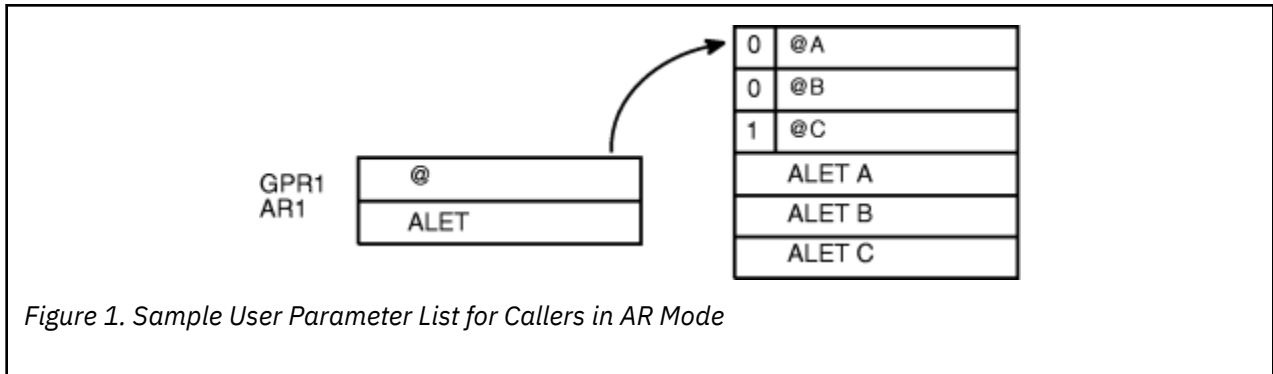 0 @A
0 @B
1 @C
ALET A
ALET B
ALET C
GPR1 @
AR1 ALET
Figure 1. Sample User Parameter List for Callers in AR Mode